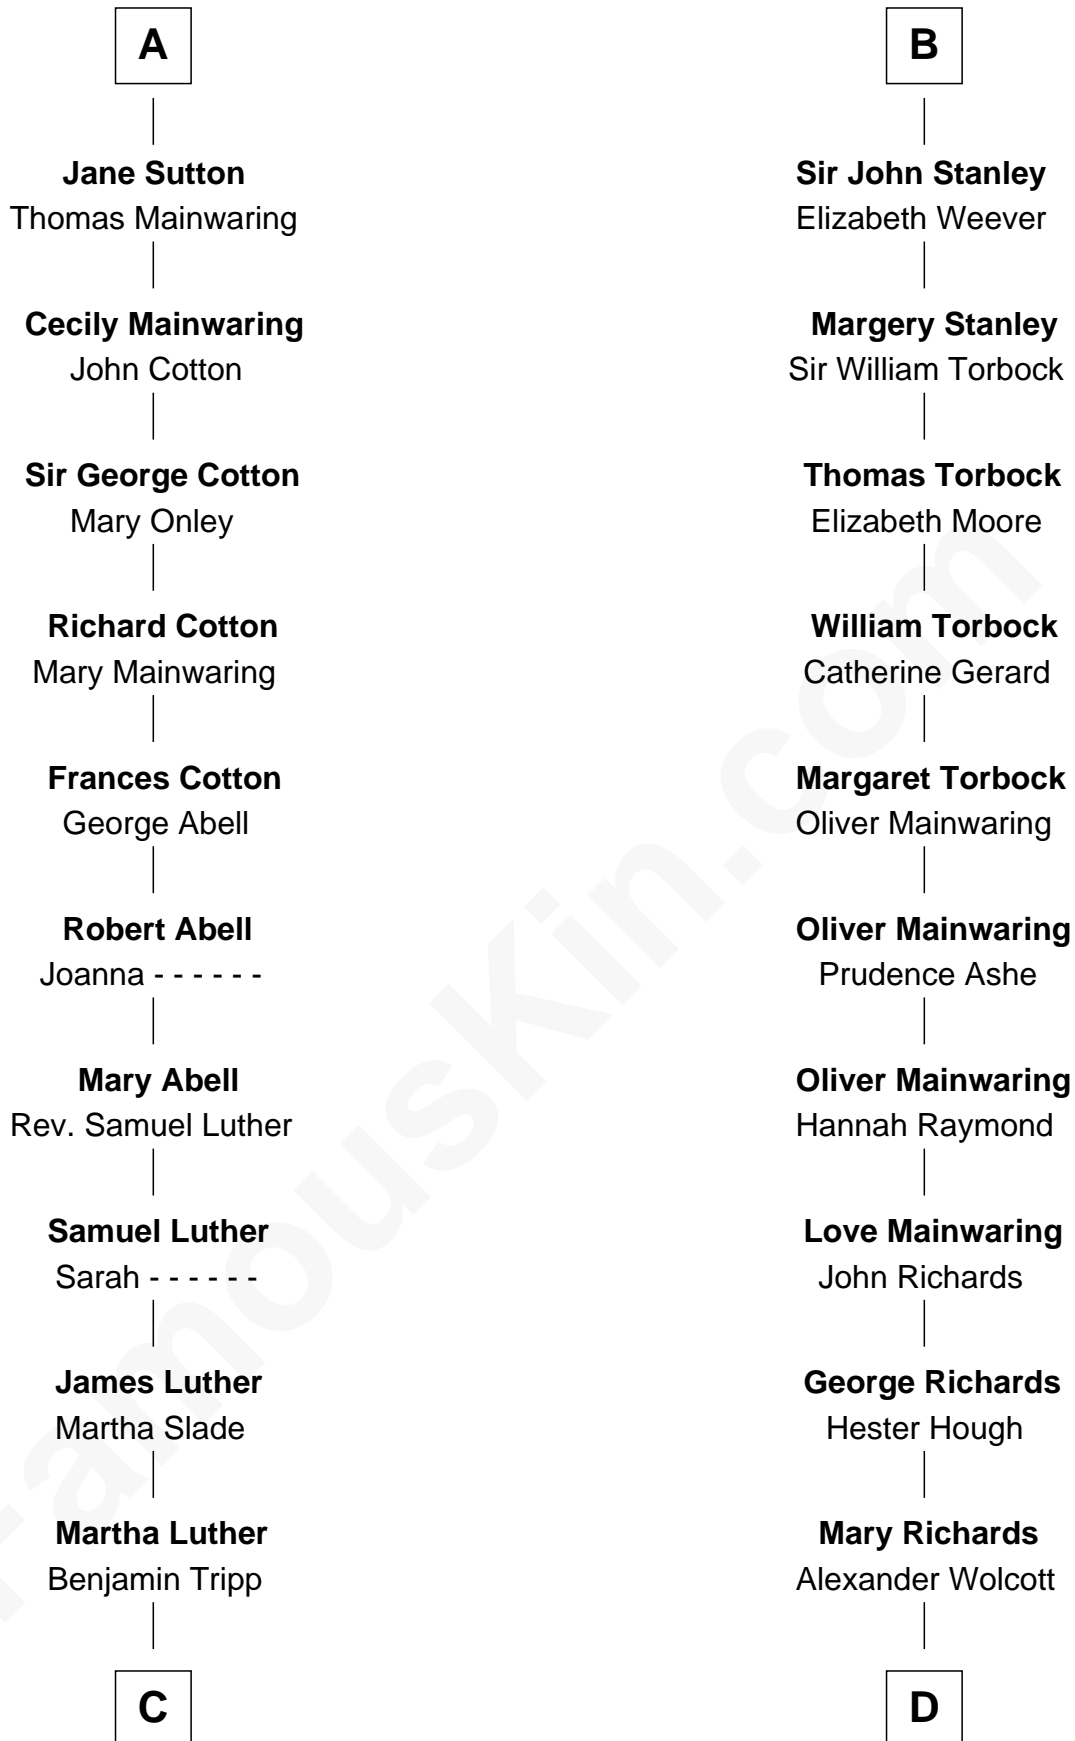 A
Jane Sutton
Thomas Mainwaring
Cecily Mainwaring
John Cotton
Sir George Cotton
Mary Onley
Richard Cotton
Mary Mainwaring
Frances Cotton
George Abell
Robert Abell
Joanna - - - - - -
Mary Abell
Rev. Samuel Luther
Samuel Luther
Sarah - - - - - -
James Luther
Martha Slade
Martha Luther
Benjamin Tripp
C
B
Sir John Stanley
Elizabeth Weever
Margery Stanley
Sir William Torbock
Thomas Torbock
Elizabeth Moore
William Torbock
Catherine Gerard
Margaret Torbock
Oliver Mainwaring
Oliver Mainwaring
Prudence Ashe
Oliver Mainwaring
Hannah Raymond
Love Mainwaring
John Richards
George Richards
Hester Hough
Mary Richards
Alexander Wolcott
D
FamousKin.com